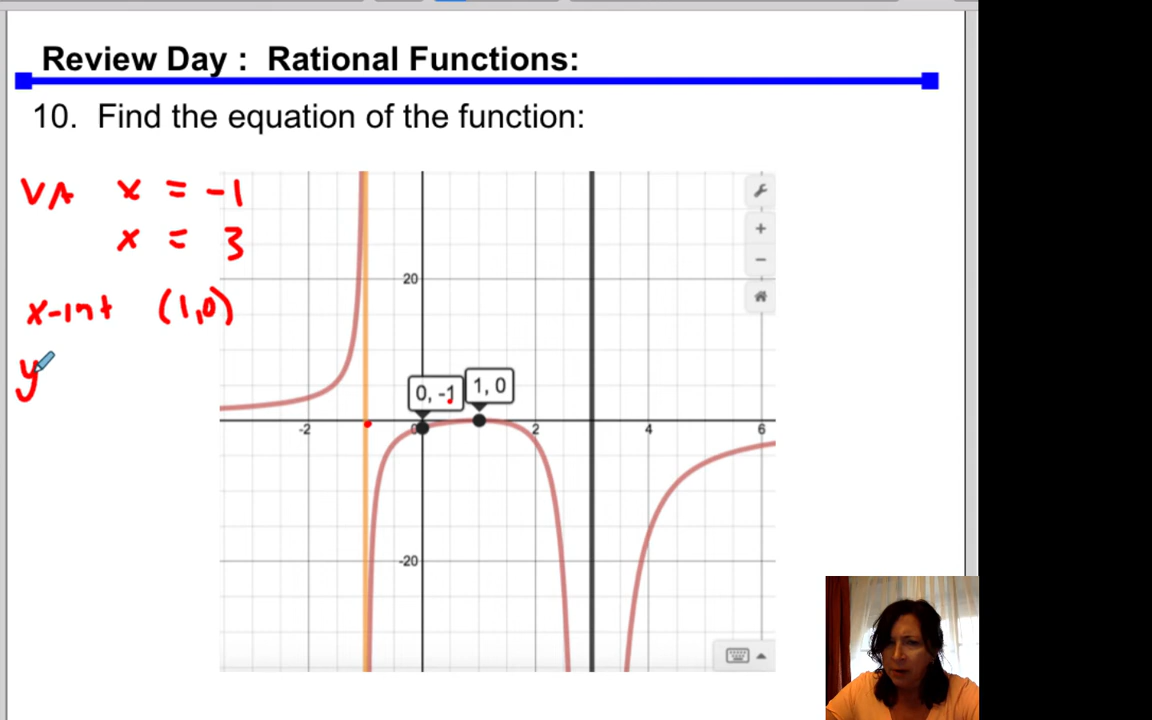 Review Day : Rational Functions:
10. Find the equation of the function:
VA x = -1
x = 3
x-int (1,0)
y
20
0, -1
1, 0
-2
0
2
4
6
-20
+
−